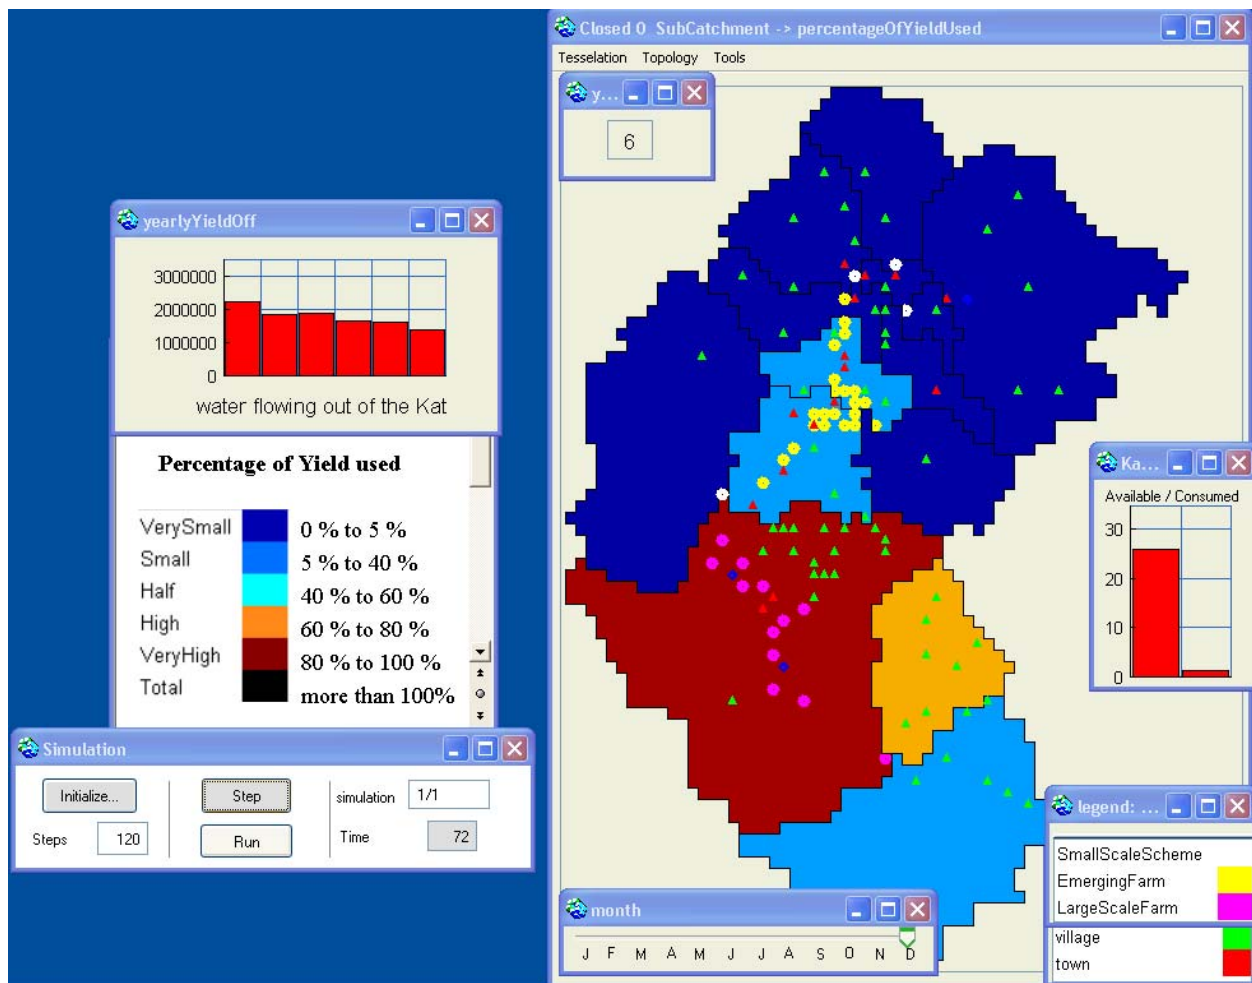 Closed 0 SubCatchment -> percentageOfYieldUsed
Tesselation Topology Tools
y...
6
yearlyYieldOff
3000000
2000000
1000000
0
water flowing out of the Kat
Percentage of Yield used
VerySmall 0 % to 5 %
Small 5 % to 40 %
Half 40 % to 60 %
High 60 % to 80 %
VeryHigh 80 % to 100 %
Total more than 100%
Ka...
Available / Consumed
30
20
10
0
Simulation
Initialize... Step simulation 1/1
Steps 120 Run Time 72
legend: ...
SmallScaleScheme
EmergingFarm
LargeScaleFarm
village
town
month
J F M A M J J A S O N D